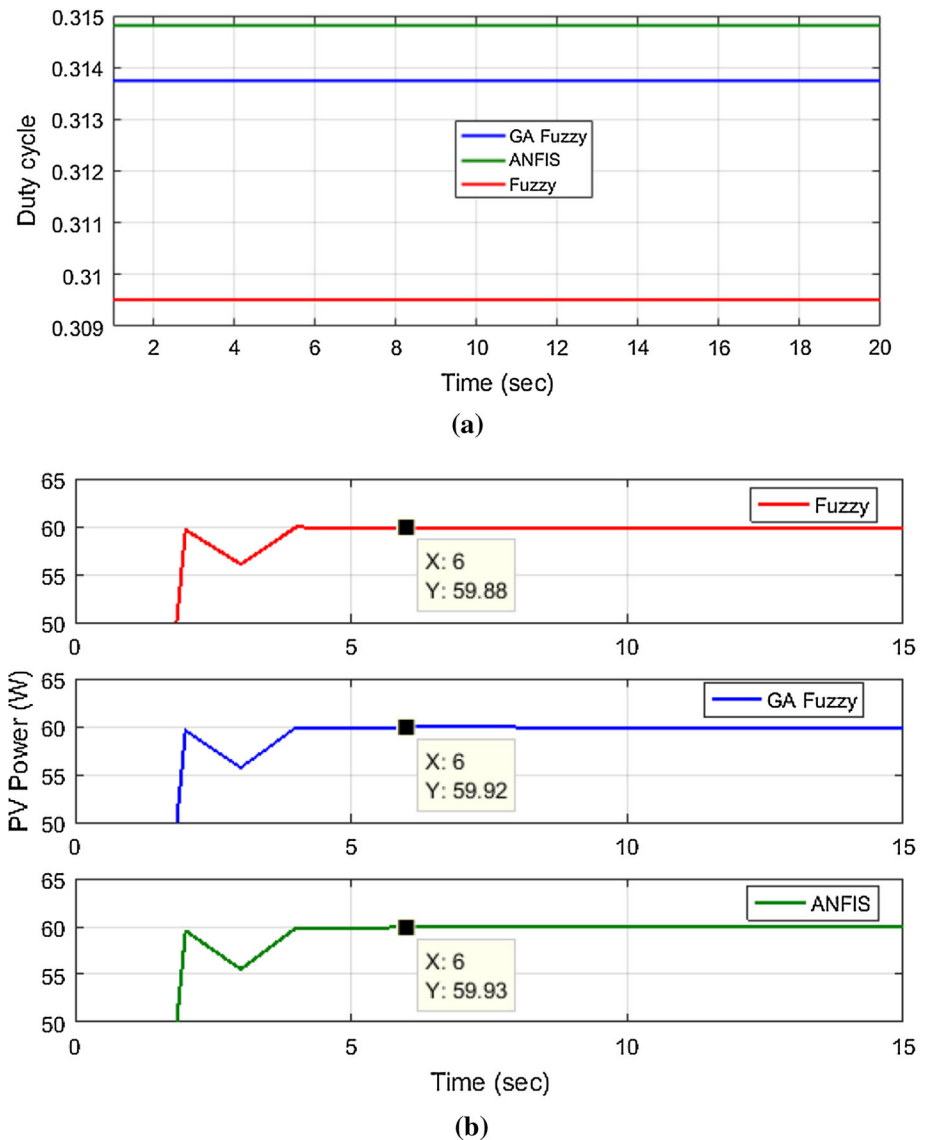 0.315
0.314
0.313
0.312
0.311
0.31
0.309
Duty cycle
GA Fuzzy
ANFIS
Fuzzy
2 4 6 8 10 12 14 16 18 20
Time (sec)
(a)
65
60
55
50
Fuzzy
X: 6
Y: 59.88
0 5 10 15
PV Power (W)
65
60
55
50
GA Fuzzy
X: 6
Y: 59.92
0 5 10 15
65
60
55
50
ANFIS
X: 6
Y: 59.93
0 5 10 15
Time (sec)
(b)